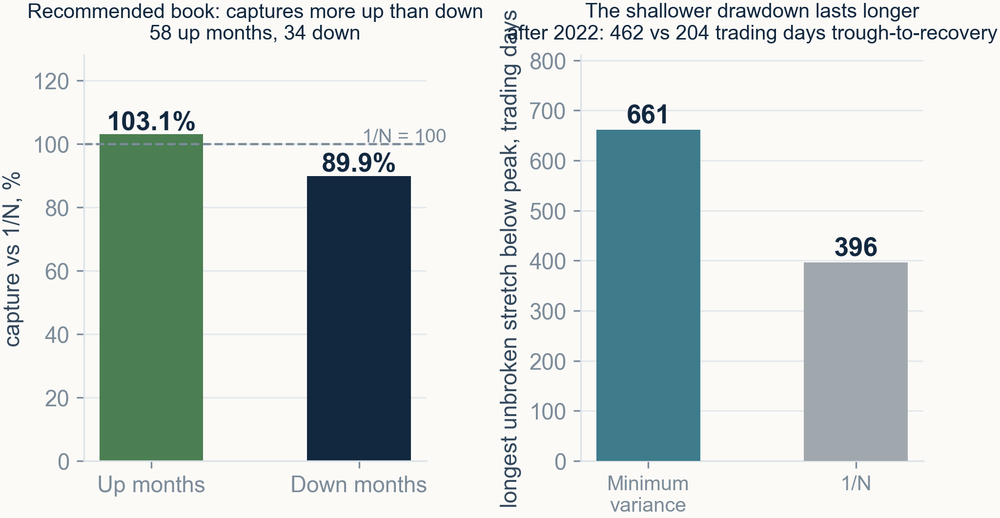 Recommended book: captures more up than down
58 up months, 34 down
capture vs 1/N, %
120
100
80
60
40
20
0
103.1%
1/N = 100
89.9%
Up months
Down months
The shallower drawdown lasts longer
after 2022: 462 vs 204 trading days trough-to-recovery
longest unbroken stretch below peak, trading days
800
700
600
500
400
300
200
100
0
661
396
Minimum
variance
1/N